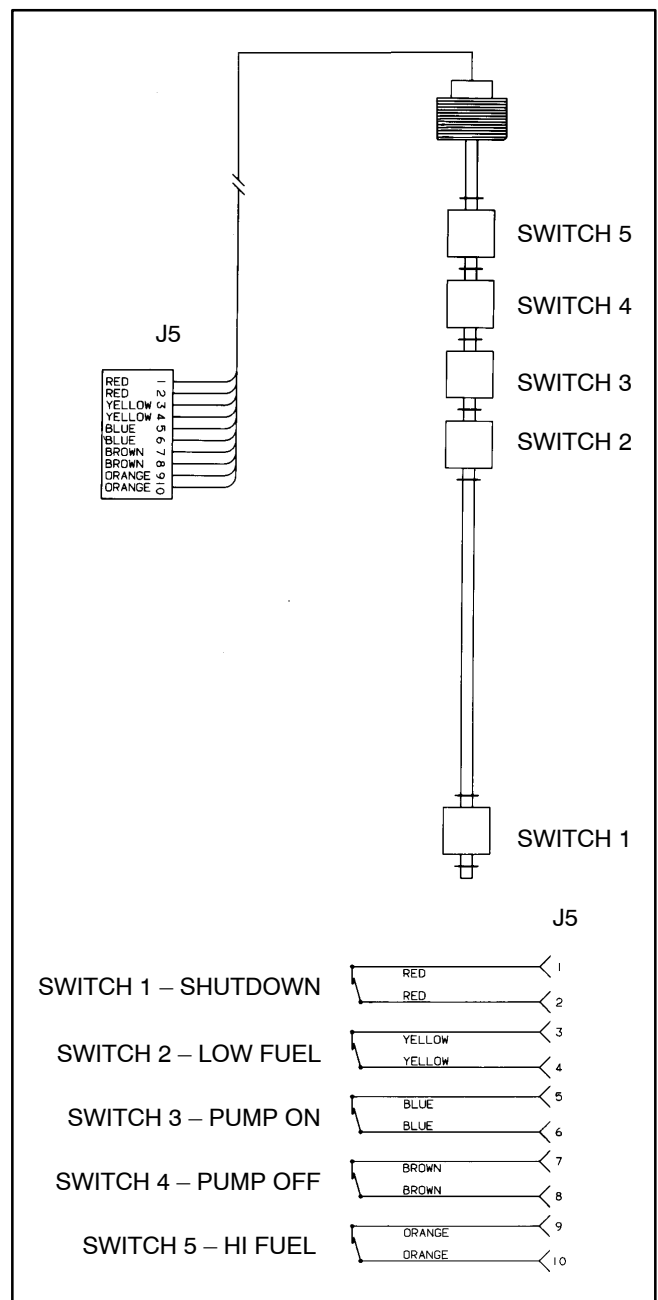 SWITCH 5
SWITCH 4
J5
SWITCH 3
RED 1
RED 2
YELLOW 3
YELLOW 4
BLUE 5
BLUE 6
BROWN 7
BROWN 8
ORANGE 9
ORANGE 10
SWITCH 2
SWITCH 1
J5
SWITCH 1 – SHUTDOWN
RED 1
RED 2
SWITCH 2 – LOW FUEL
YELLOW 3
YELLOW 4
SWITCH 3 – PUMP ON
BLUE 5
BLUE 6
SWITCH 4 – PUMP OFF
BROWN 7
BROWN 8
SWITCH 5 – HI FUEL
ORANGE 9
ORANGE 10